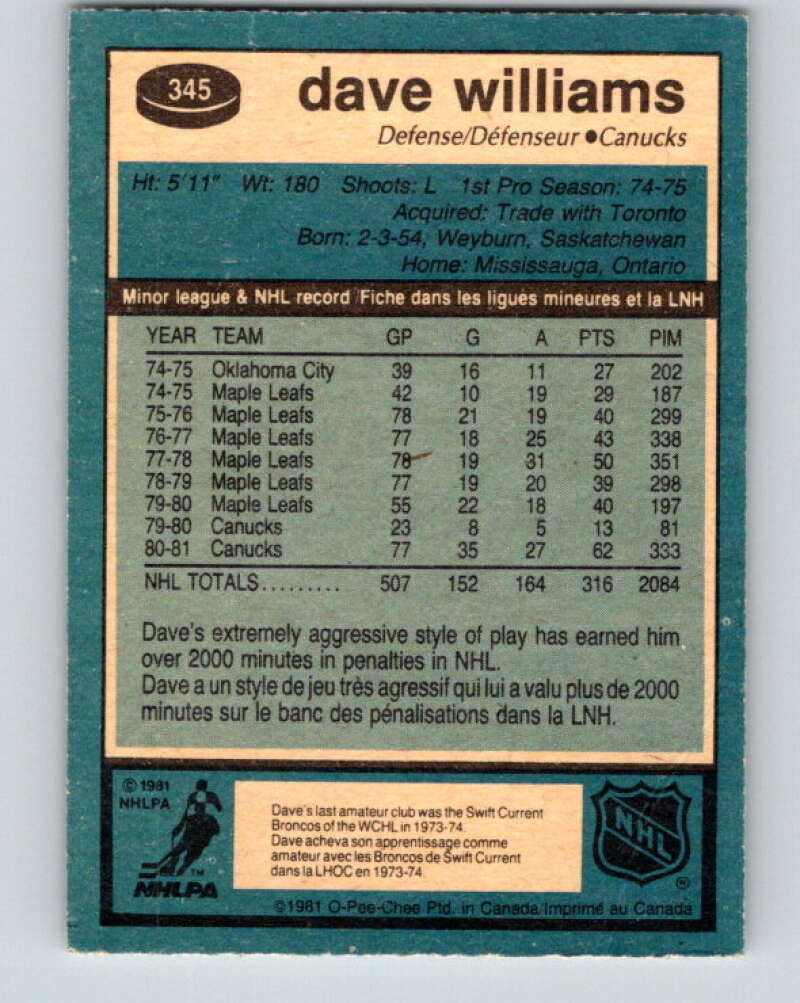 345
dave williams
Defense/Défenseur ●Canucks
Ht: 5'11" Wt: 180 Shoots: L 1st Pro Season: 74-75
Acquired: Trade with Toronto
Born: 2-3-54, Weyburn, Saskatchewan
Home: Mississauga, Ontario
Minor league & NHL record/Fiche dans les ligues mineures et la LNH
YEAR TEAM GP G A PTS PIM
74-75 Oklahoma City 39 16 11 27 202
74-75 Maple Leafs 42 10 19 29 187
75-76 Maple Leafs 78 21 19 40 299
76-77 Maple Leafs 77 18 25 43 338
77-78 Maple Leafs 78 19 31 50 351
78-79 Maple Leafs 77 19 20 39 298
79-80 Maple Leafs 55 22 18 40 197
79-80 Canucks 23 8 5 13 81
80-81 Canucks 77 35 27 62 333
NHL TOTALS......... 507 152 164 316 2084
Dave's extremely aggressive style of play has earned him
over 2000 minutes in penalties in NHL.
Dave a un style de jeu très agressif qui lui a valu plus de 2000
minutes sur le banc des pénalisations dans la LNH.
© 1981
NHLPA
TM
NHLPA
Dave's last amateur club was the Swift Current
Broncos of the WCHL in 1973-74.
Dave acheva son apprentissage comme
amateur avec les Broncos de Swift Current
dans la LHOC en 1973-74.
NHL
®
©1981 O-Pee-Chee Ptd. in Canada/Imprimé au Canada